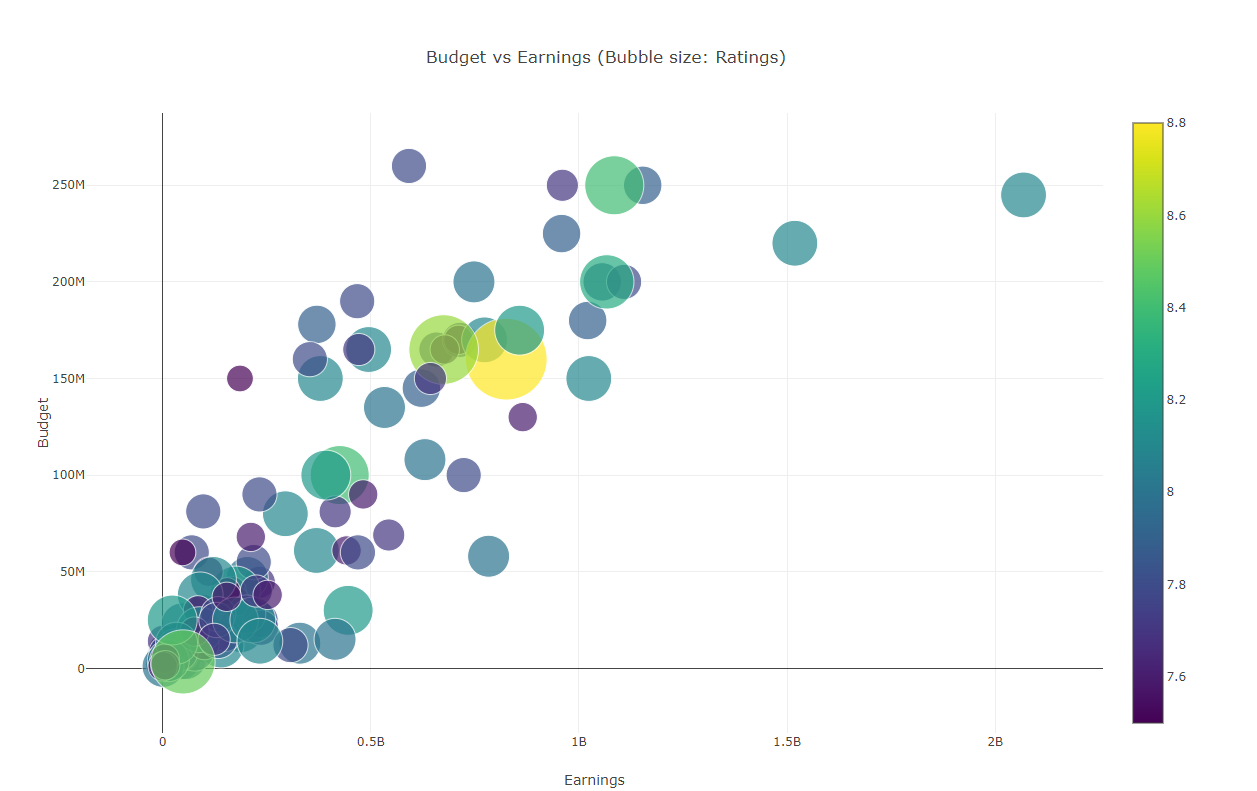 Budget vs Earnings (Bubble size: Ratings)
250M
200M
150M
100M
50M
0
Budget
0
0.5B
1B
1.5B
2B
Earnings
8.8
8.6
8.4
8.2
8
7.8
7.6